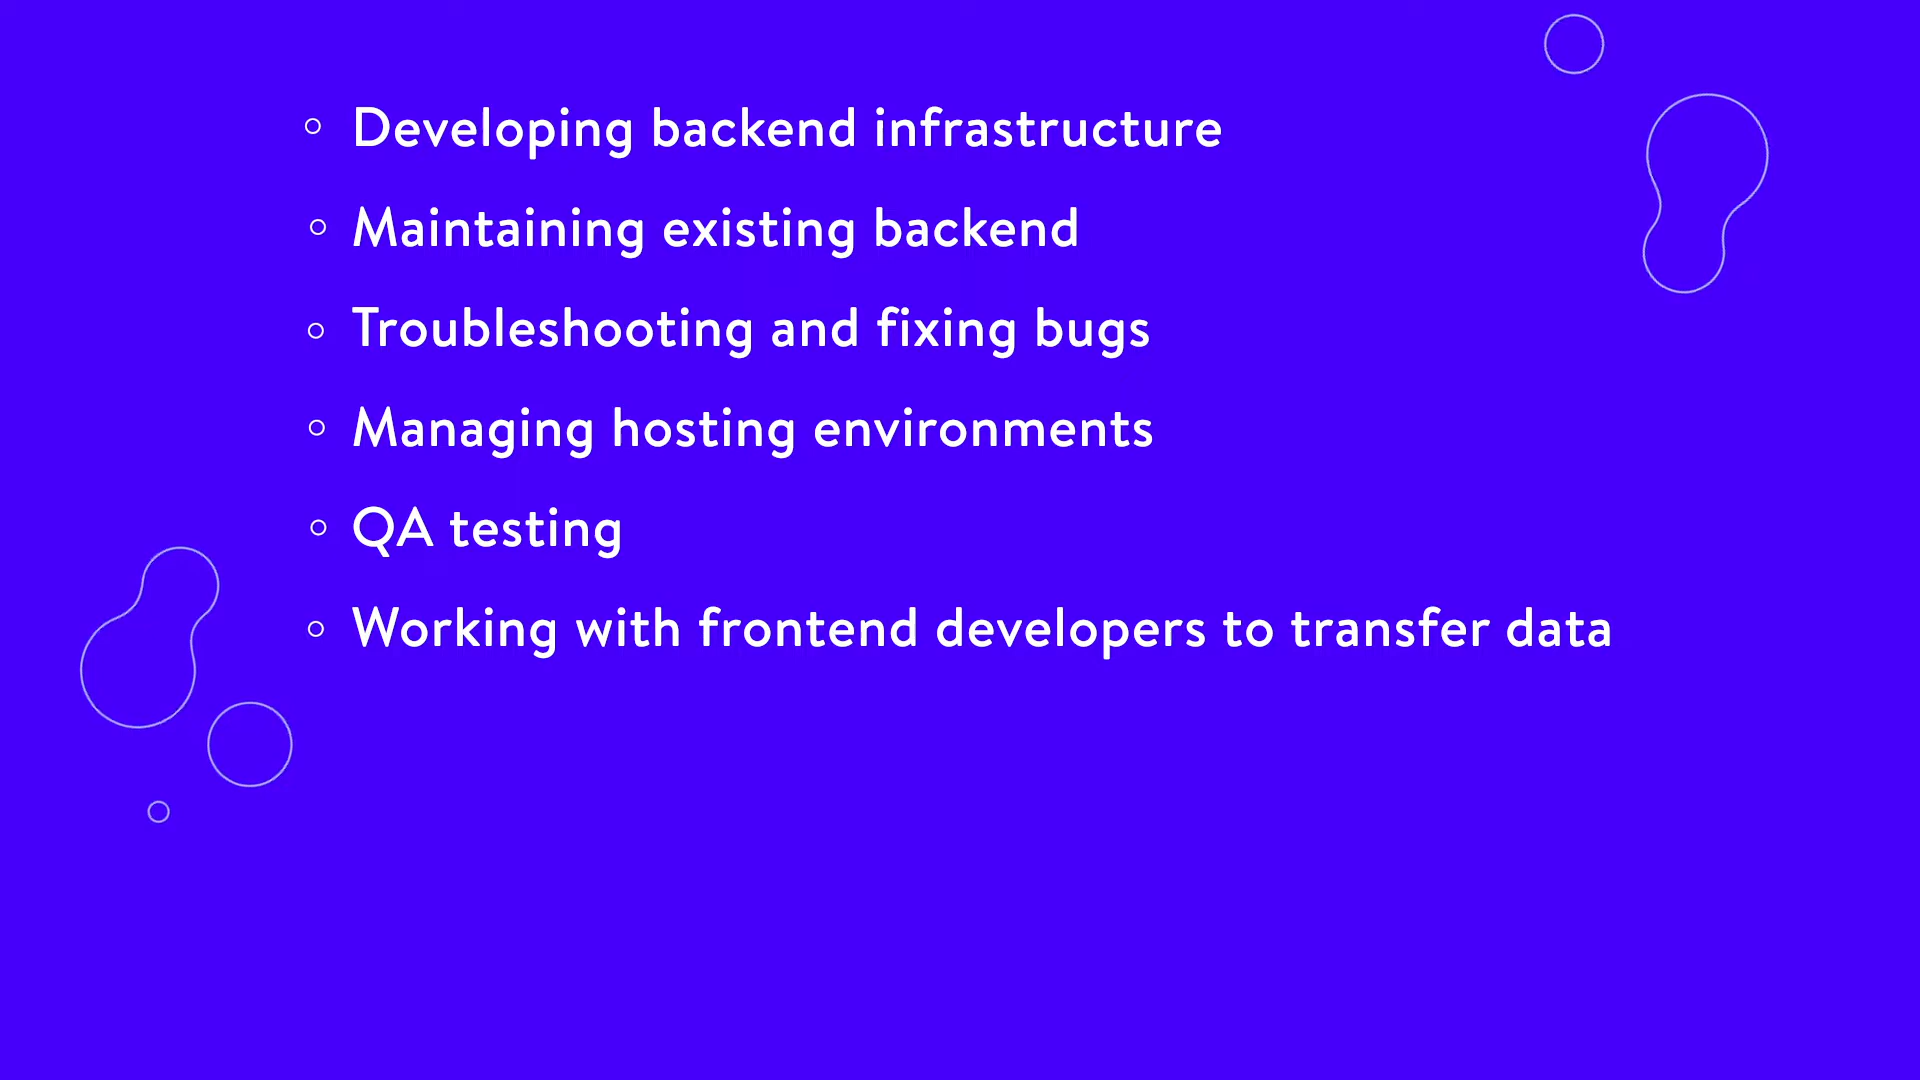 Developing backend infrastructure
Maintaining existing backend
Troubleshooting and fixing bugs
Managing hosting environments
QA testing
Working with frontend developers to transfer data